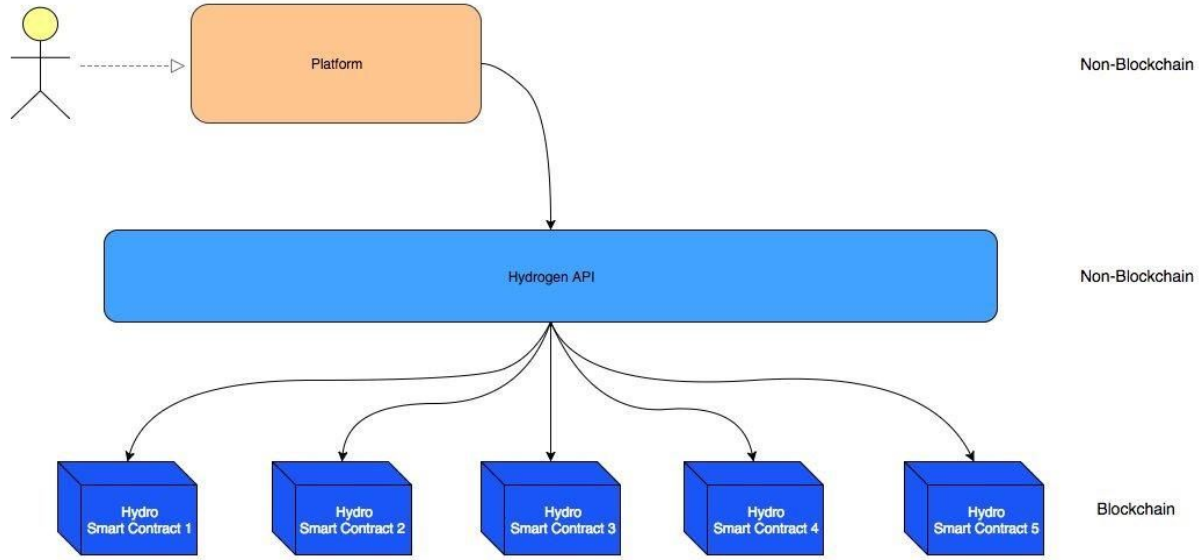 Platform
Non-Blockchain
Hydrogen API
Non-Blockchain
Hydro
Smart Contract 1
Hydro
Smart Contract 2
Hydro
Smart Contract 3
Hydro
Smart Contract 4
Hydro
Smart Contract 5
Blockchain